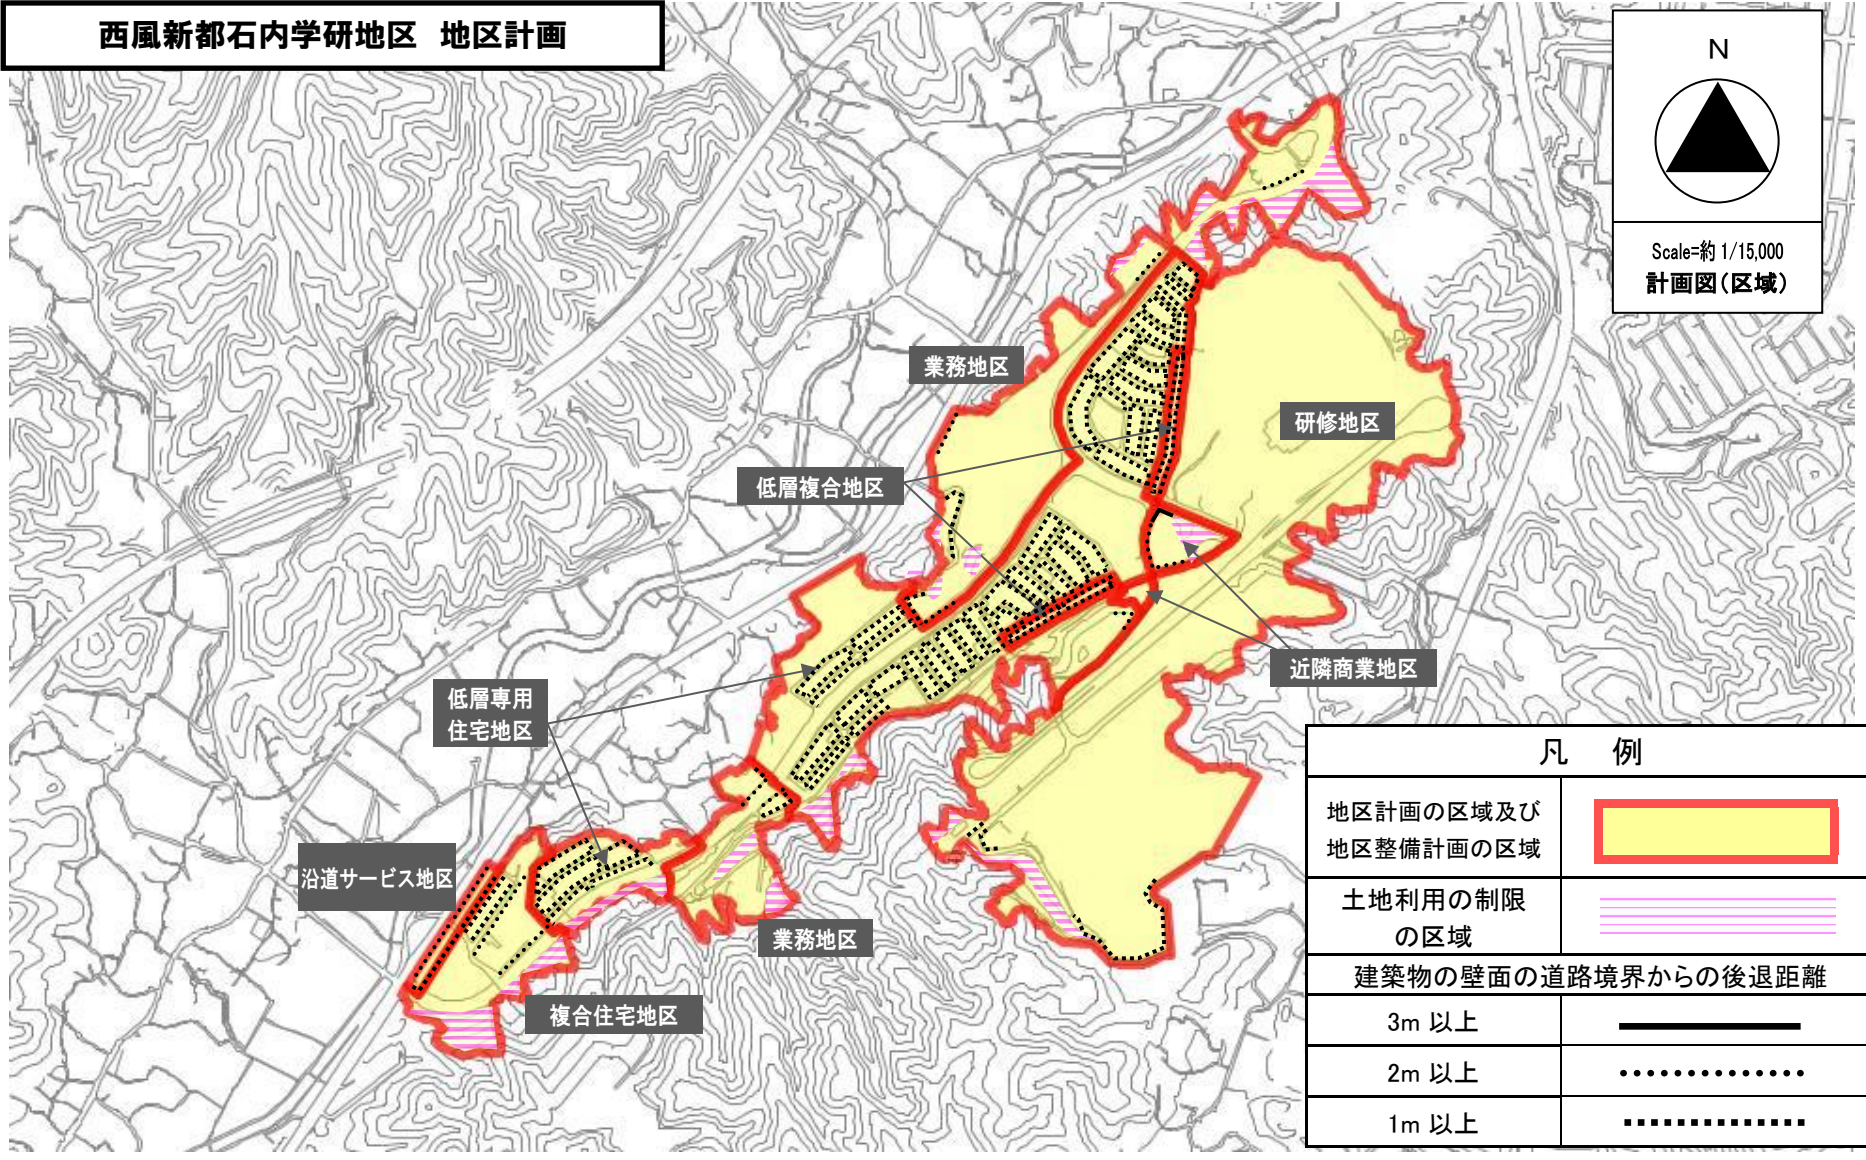 西風新都石内学研地区 地区計画
N
Scale=約 1/15,000
計画図(区域)
業務地区
研修地区
低層複合地区
近隣商業地区
低層専用
住宅地区
沿道サービス地区
業務地区
複合住宅地区
凡 例
地区計画の区域及び
地区整備計画の区域
土地利用の制限
の区域
建築物の壁面の道路境界からの後退距離
3m 以上
2m 以上
1m 以上